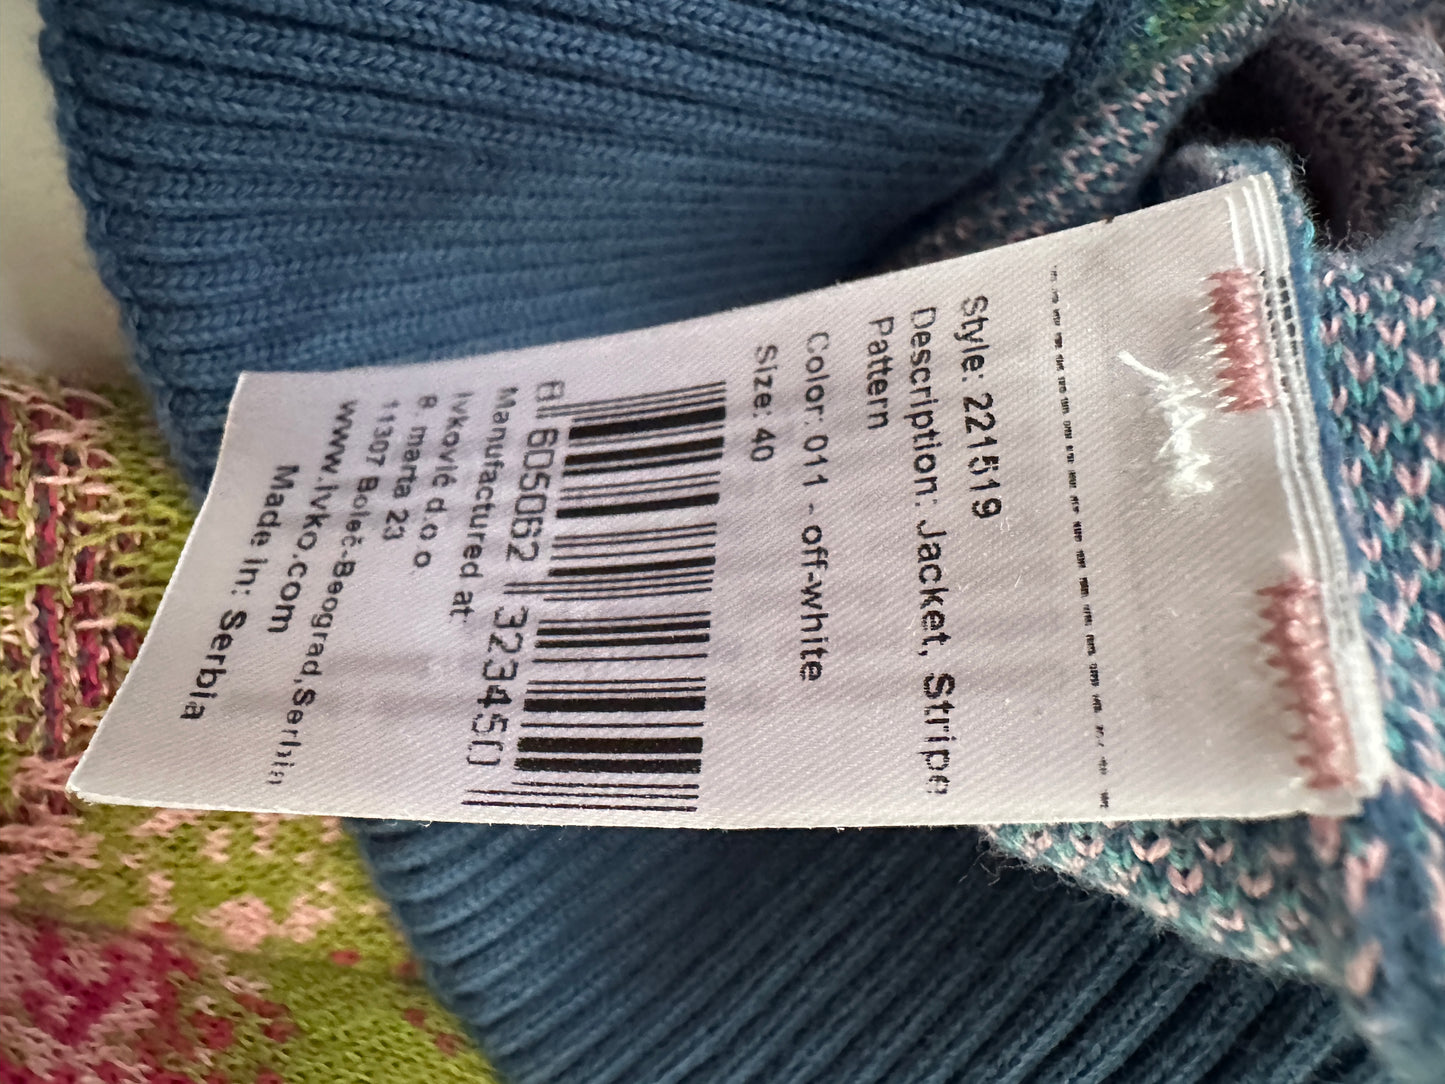 Style: 221519
Description: Jacket, Stripe
Pattern
Color: 011 - off-white
Size: 40
8 605062 323450
Manufactured at:
Ivković d.o.o.
8. marta 23
11307 Boleč-Beograd,Serbia
www.ivko.com
Made In: Serbia